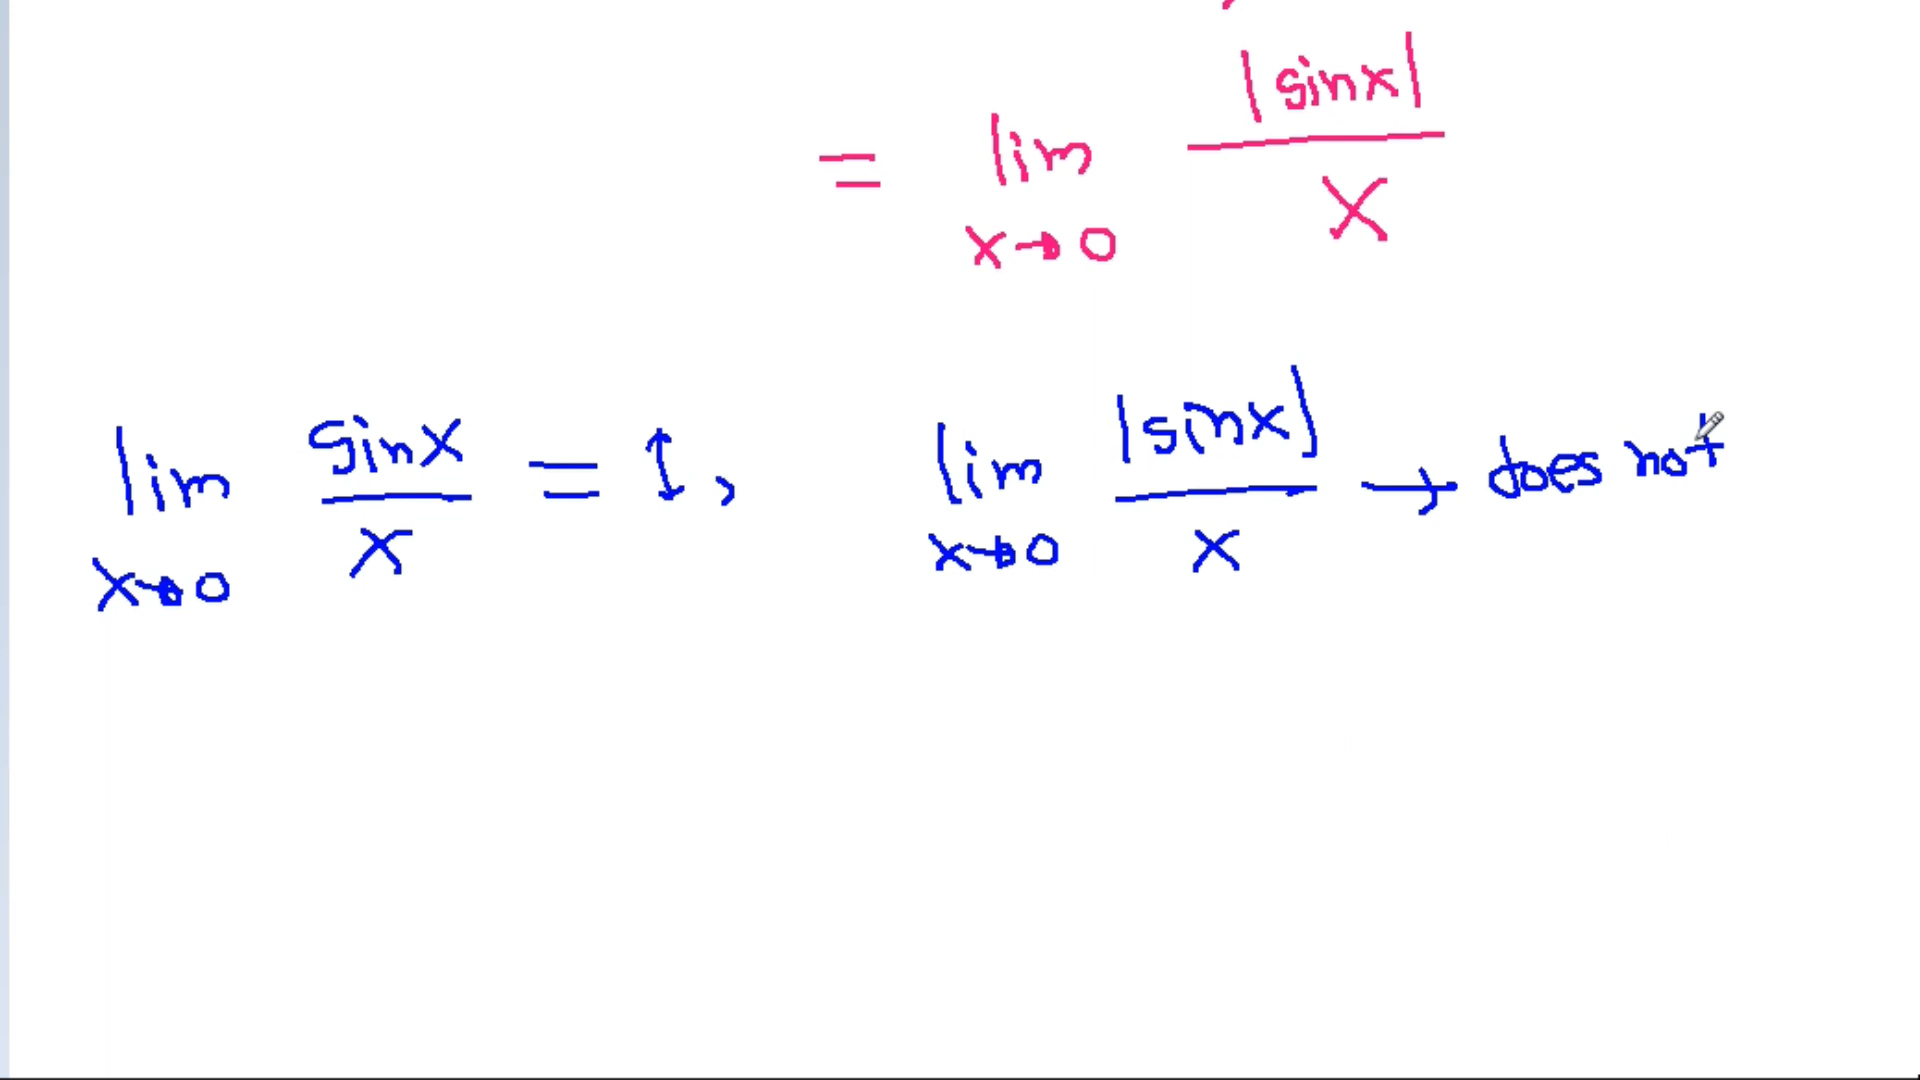 = lim x→0 |sinx| / x
lim x→0 sinx / x = 1 , lim x→0 |sinx| / x → does not